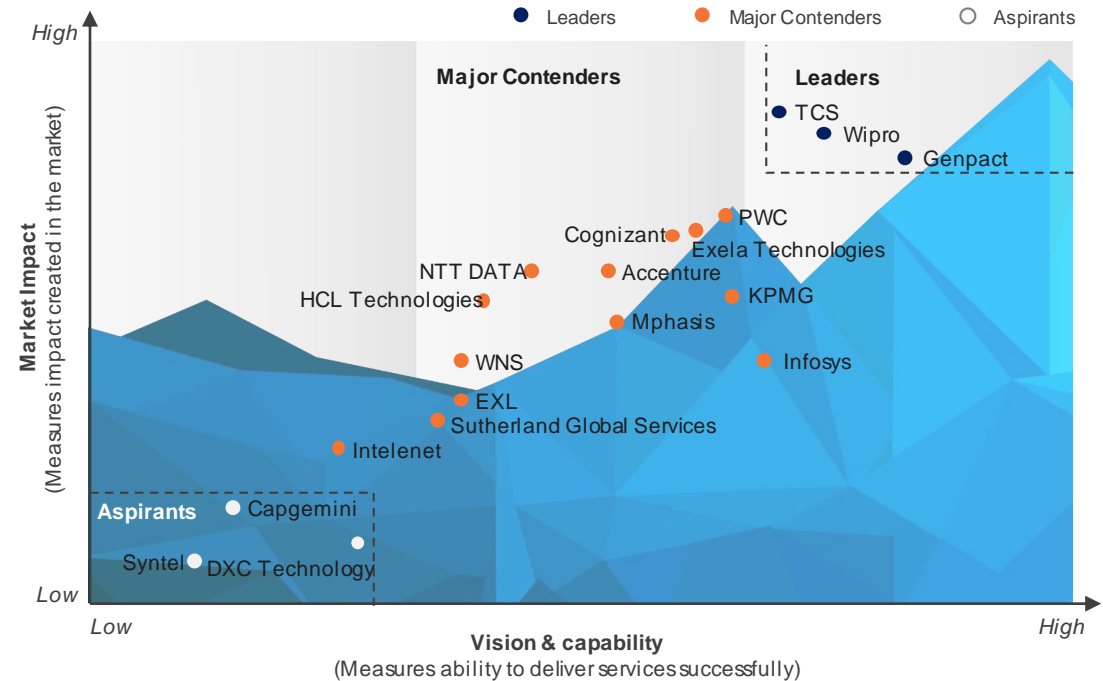 Leaders
Major Contenders
Aspirants
High
Major Contenders
Leaders
TCS
Wipro
Genpact
PWC
Cognizant
Exela Technologies
NTT DATA
Accenture
HCL Technologies
KPMG
Mphasis
WNS
Infosys
EXL
Sutherland Global Services
Intelenet
Aspirants
Capgemini
Syntel
DXC Technology
Market Impact
(Measures impact created in the market)
Low
Low
High
Vision & capability
(Measures ability to deliver services successfully)